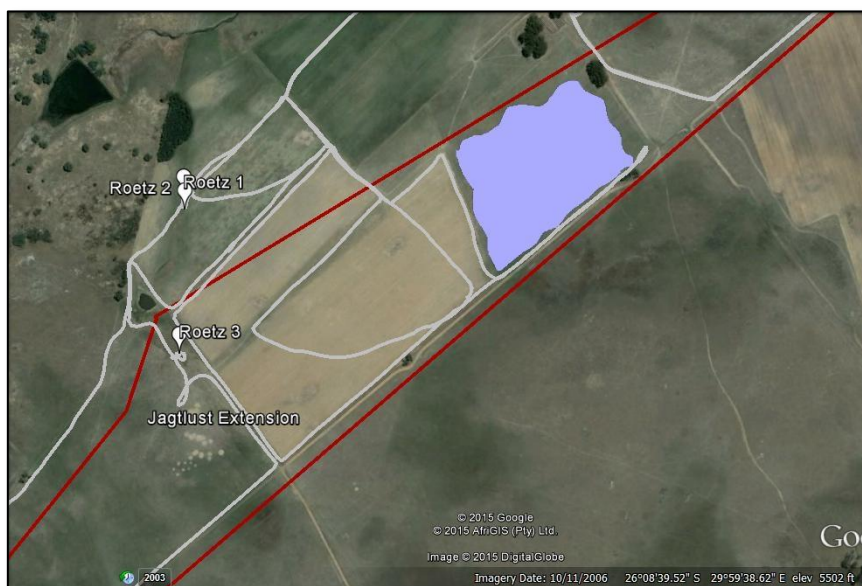 Roetz 2
Roetz 1
Roetz 3
Jagtlust Extension
© 2015 Google
© 2015 AfriGIS (Pty) Ltd.
Image © 2015 DigitalGlobe
Goo
2003
Imagery Date: 10/11/2006 26°08'39.52" S 29°59'38.62" E elev 5502 ft